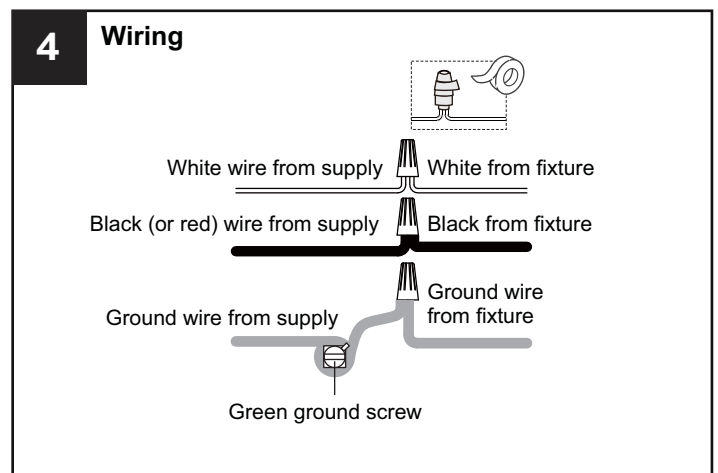 4 Wiring
White wire from supply White from fixture
Black (or red) wire from supply Black from fixture
Ground wire from supply Ground wire
from fixture
Green ground screw